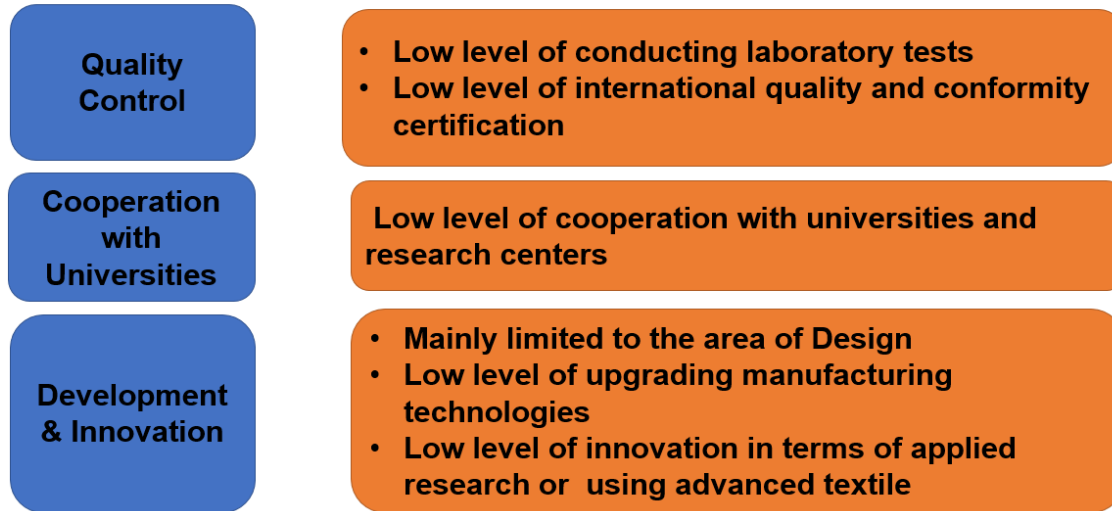 Quality
Control
• Low level of conducting laboratory tests
• Low level of international quality and conformity
certification
Cooperation
with
Universities
Low level of cooperation with universities and
research centers
Development
& Innovation
• Mainly limited to the area of Design
• Low level of upgrading manufacturing
technologies
• Low level of innovation in terms of applied
research or  using advanced textile